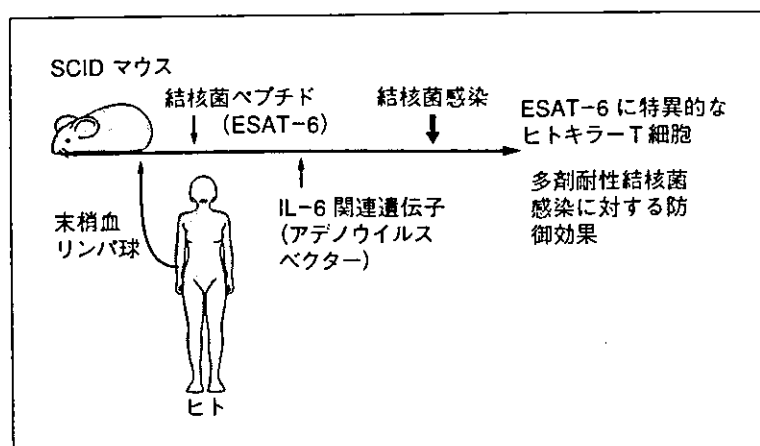 SCID マウス
結核菌ペプチド
(ESAT-6)
結核菌感染
ESAT-6 に特異的な
ヒトキラーT 細胞
多剤耐性結核菌
感染に対する防
御効果
末梢血
リンパ球
IL-6 関連遺伝子
(アデノウイルス
ベクター)
ヒト